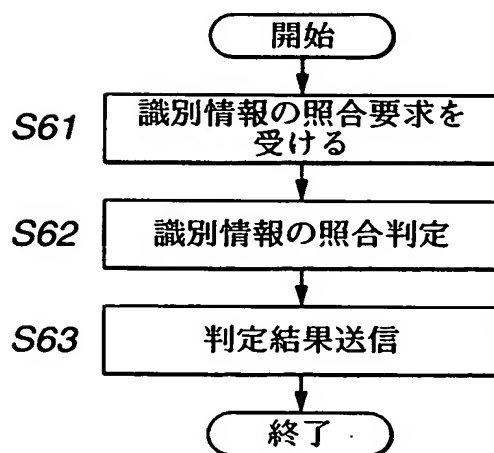 開始
S61
識別情報の照合要求を
受ける
S62
識別情報の照合判定
S63
判定結果送信
終了